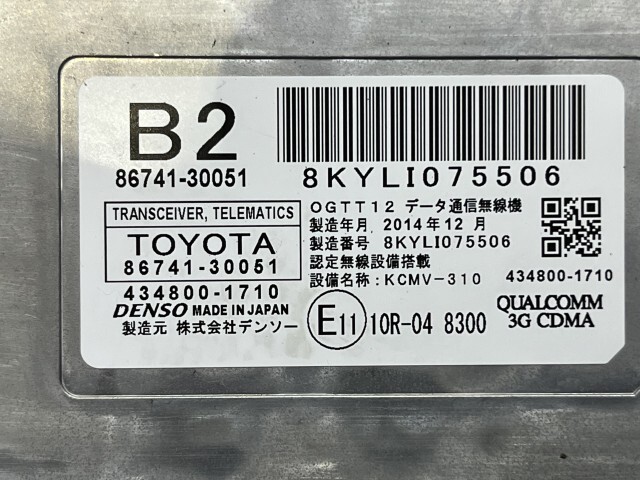 B2
86741-30051
8KYLI075506
TRANSCEIVER, TELEMATICS
TOYOTA
86741-30051
434800-1710
DENSO MADE IN JAPAN
製造元 株式会社デンソー
OGTT12 データ通信無線機
製造年月 2014年12月
製造番号 8KYLI075506
認定無線設備搭載
設備名称:KCMV-310
434800-1710
E11 10R-04 8300
QUALCOMM
3G CDMA